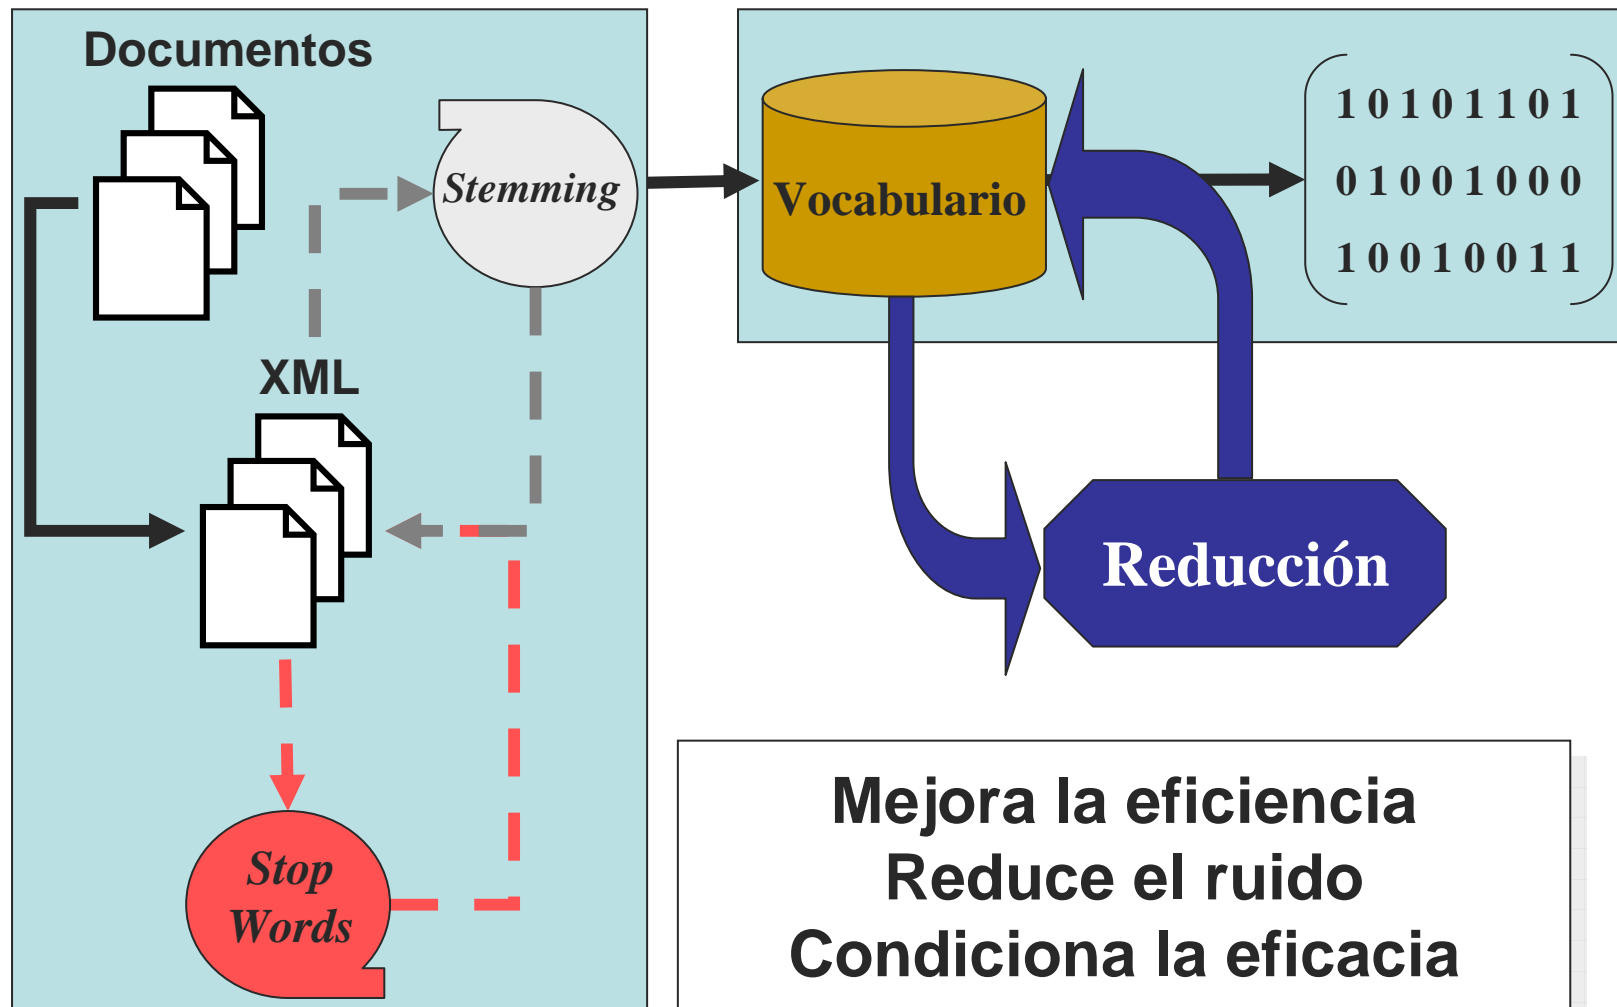 Documentos
XML
Stemming
Stop
Words
Vocabulario
1 0 1 0 1 1 0 1
0 1 0 0 1 0 0 0
1 0 0 1 0 0 1 1
Reducción
Mejora la eficiencia
Reduce el ruido
Condiciona la eficacia